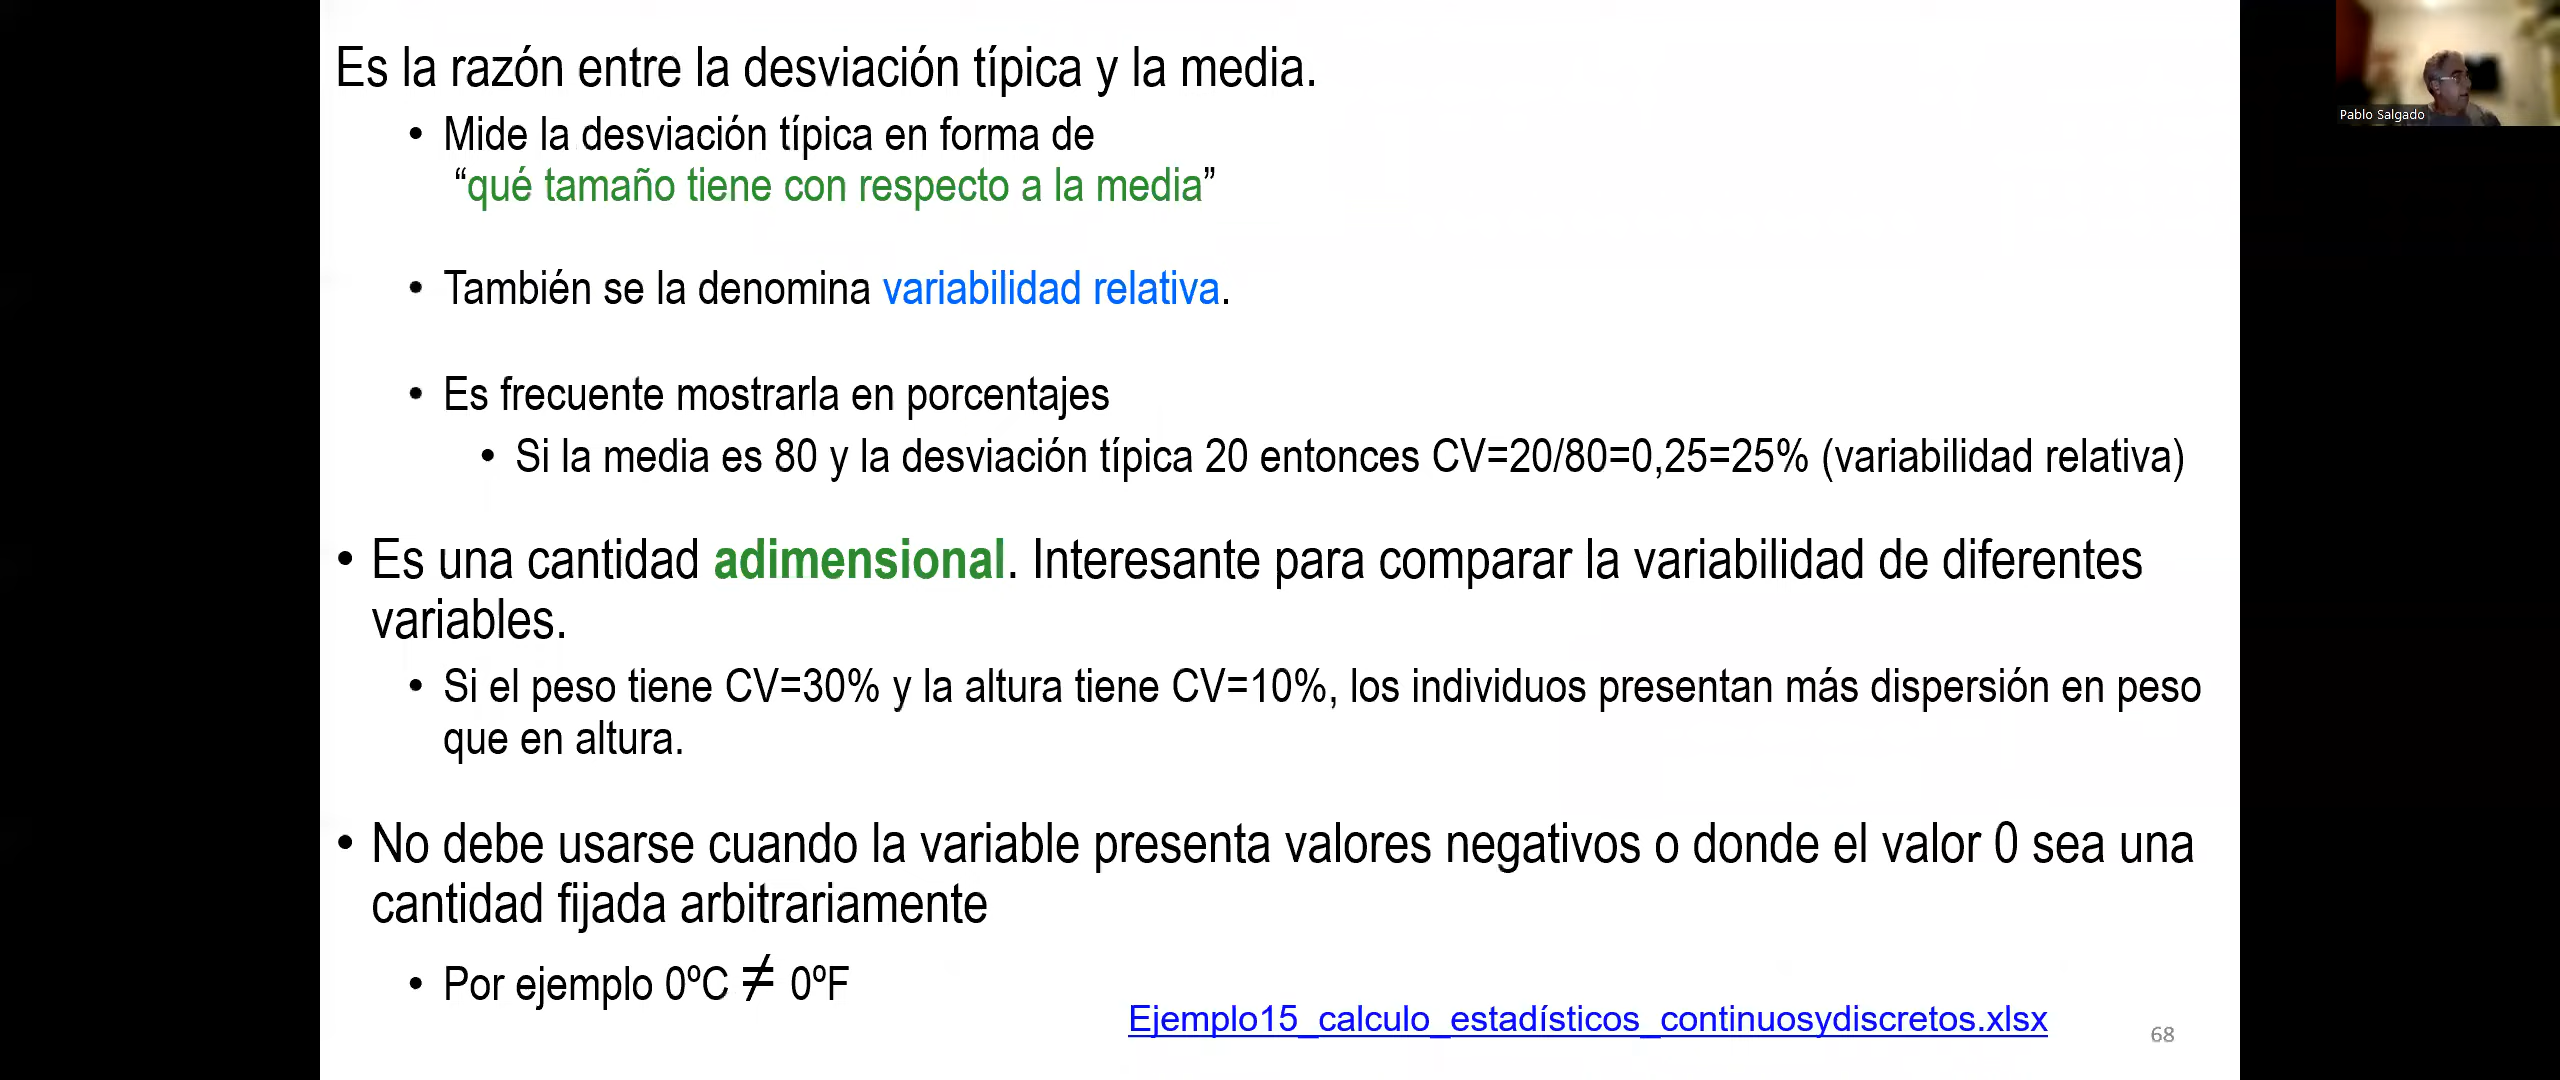 Es la razón entre la desviación típica y la media.
• Mide la desviación típica en forma de
“qué tamaño tiene con respecto a la media”
• También se la denomina variabilidad relativa.
• Es frecuente mostrarla en porcentajes
• Si la media es 80 y la desviación típica 20 entonces CV=20/80=0,25=25% (variabilidad relativa)
• Es una cantidad adimensional. Interesante para comparar la variabilidad de diferentes
variables.
• Si el peso tiene CV=30% y la altura tiene CV=10%, los individuos presentan más dispersión en peso
que en altura.
• No debe usarse cuando la variable presenta valores negativos o donde el valor 0 sea una
cantidad fijada arbitrariamente
• Por ejemplo 0ºC ≠ 0ºF
Ejemplo15_calculo_estadísticos_continuosydiscretos.xlsx
68
Pablo Salgado